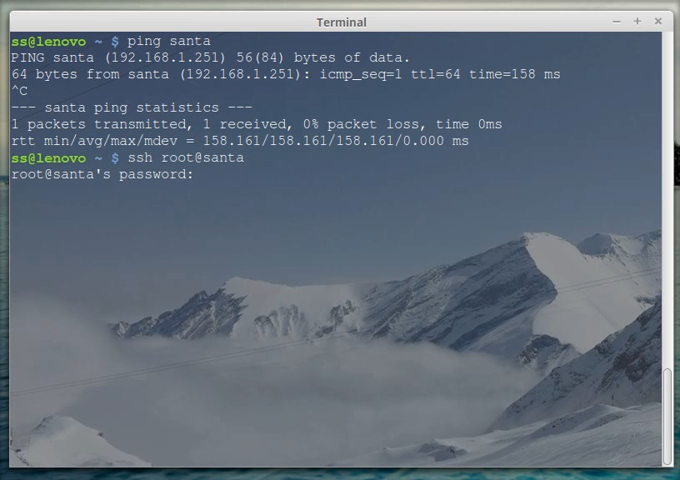 Terminal
ss@lenovo ~ $ ping santa
PING santa (192.168.1.251) 56(84) bytes of data.
64 bytes from santa (192.168.1.251): icmp_seq=1 ttl=64 time=158 ms
^C
--- santa ping statistics ---
1 packets transmitted, 1 received, 0% packet loss, time 0ms
rtt min/avg/max/mdev = 158.161/158.161/158.161/0.000 ms
ss@lenovo ~ $ ssh root@santa
root@santa's password: